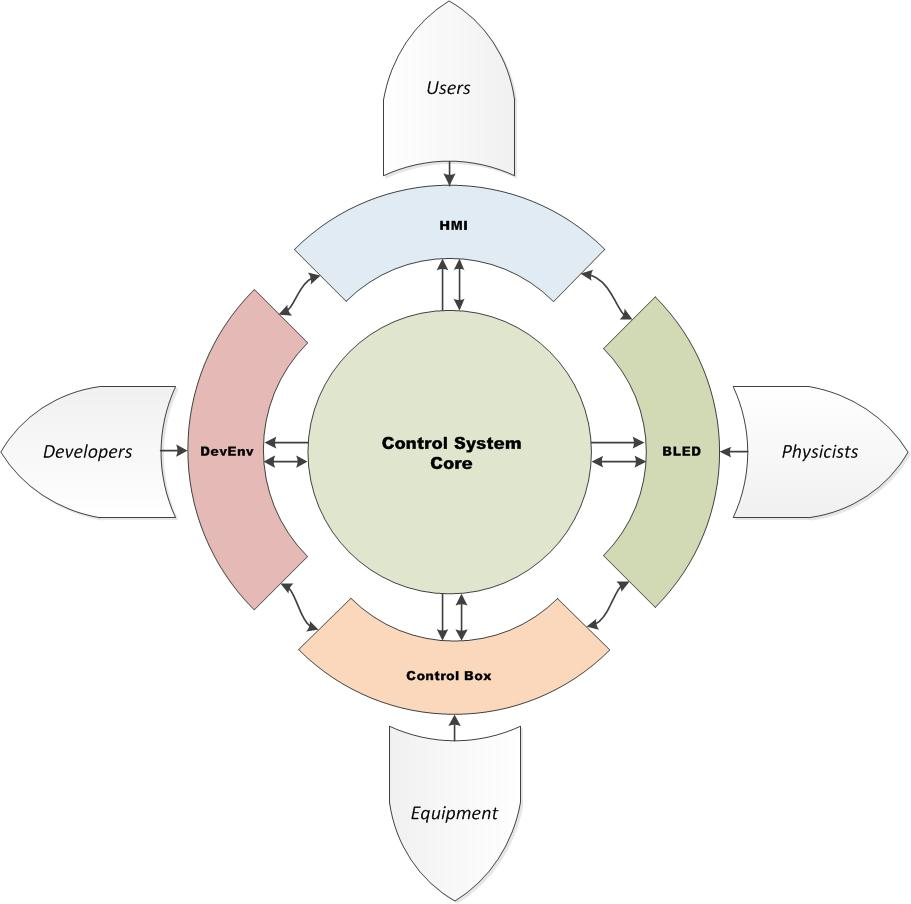 Users
HMI
Developers
DevEnv
Control System
Core
BLED
Physicists
Control Box
Equipment